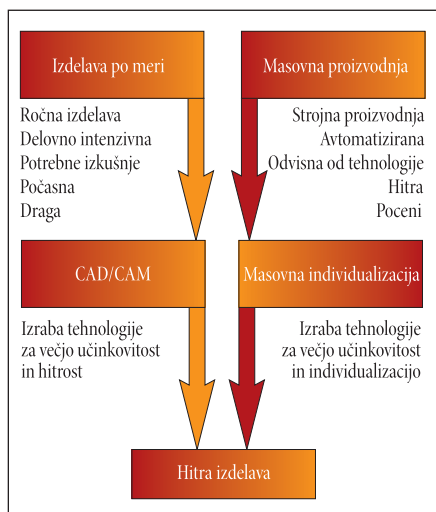 Izdelava po meri
Ročna izdelava
Delovno intenzivna
Potrebne izkušnje
Počasna
Draga
Masovna proizvodnja
Strojna proizvodnja
Avtomatizirana
Odvisna od tehnologije
Hitra
Poceni
CAD/CAM
Izraba tehnologije
za večjo učinkovitost
in hitrost
Masovna individualizacija
Izraba tehnologije
za večjo učinkovitost
in individualizacijo
Hitra izdelava